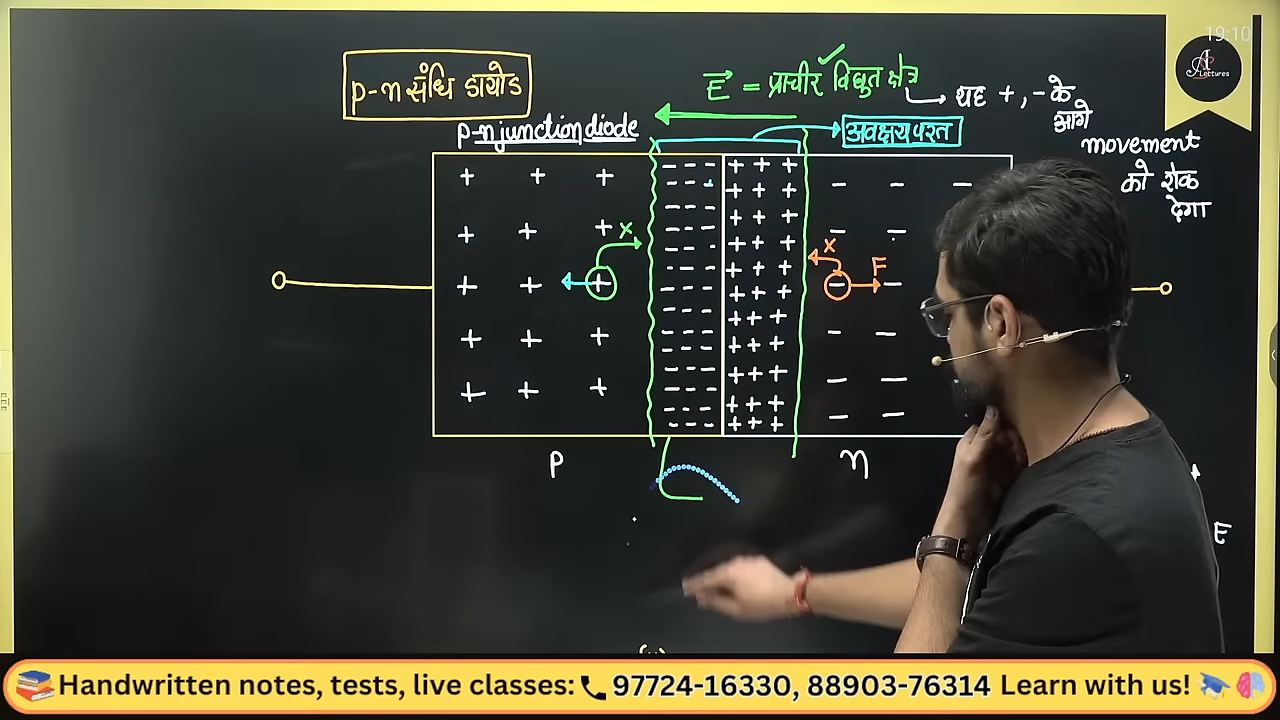 19:10
A
Lectures
p-n संधि डायोड
E = प्राचीर विद्युत क्षेत्र
यह +, - के
आगे
movement
को रोक
देगा
p-n junction diode
अवक्षय परत
+ + + - - - + + + - - -
x
x
F
P
n
E
Handwritten notes, tests, live classes: 97724-16330, 88903-76314 Learn with us!